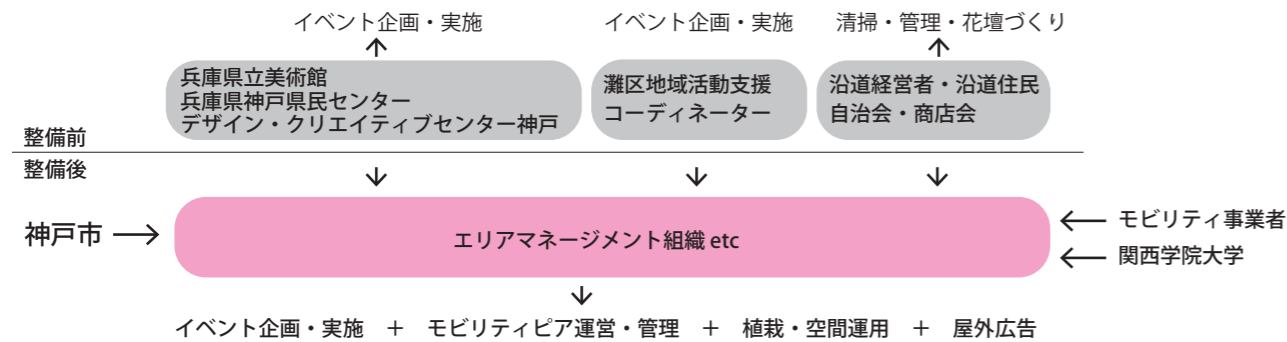 イベント企画・実施
イベント企画・実施
清掃・管理・花壇づくり
兵庫県立美術館
兵庫県神戸県民センター
デザイン・クリエイティブセンター神戸
灘区地域活動支援
コーディネーター
沿道経営者・沿道住民
自治会・商店会
整備前
整備後
神戸市
エリアマネージメント組織 etc
モビリティ事業者
関西学院大学
イベント企画・実施 + モビリティピア運営・管理 + 植栽・空間運用 + 屋外広告